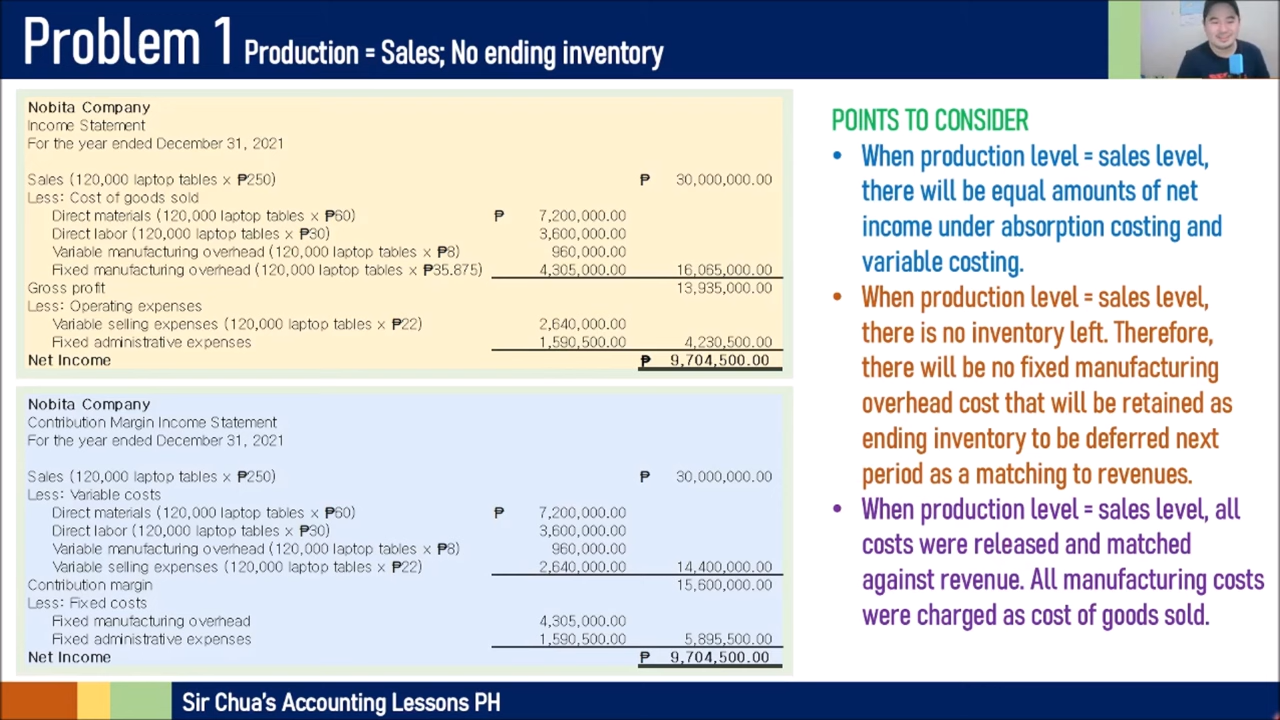 Problem 1 Production = Sales; No ending inventory
Nobita Company
Income Statement
For the year ended December 31, 2021
Sales (120,000 laptop tables x ₱250) ₱ 30,000,000.00
Less: Cost of goods sold
Direct materials (120,000 laptop tables x ₱60) ₱ 7,200,000.00
Direct labor (120,000 laptop tables x ₱30) 3,600,000.00
Variable manufacturing overhead (120,000 laptop tables x ₱8) 960,000.00
Fixed manufacturing overhead (120,000 laptop tables x ₱35.875) 4,305,000.00 16,065,000.00
Gross profit 13,935,000.00
Less: Operating expenses
Variable selling expenses (120,000 laptop tables x ₱22) 2,640,000.00
Fixed administrative expenses 1,590,500.00 4,230,500.00
Net Income ₱ 9,704,500.00
Nobita Company
Contribution Margin Income Statement
For the year ended December 31, 2021
Sales (120,000 laptop tables x ₱250) ₱ 30,000,000.00
Less: Variable costs
Direct materials (120,000 laptop tables x ₱60) ₱ 7,200,000.00
Direct labor (120,000 laptop tables x ₱30) 3,600,000.00
Variable manufacturing overhead (120,000 laptop tables x ₱8) 960,000.00
Variable selling expenses (120,000 laptop tables x ₱22) 2,640,000.00 14,400,000.00
Contribution margin 15,600,000.00
Less: Fixed costs
Fixed manufacturing overhead 4,305,000.00
Fixed administrative expenses 1,590,500.00 5,895,500.00
Net Income ₱ 9,704,500.00
POINTS TO CONSIDER
• When production level = sales level,
there will be equal amounts of net
income under absorption costing and
variable costing.
• When production level = sales level,
there is no inventory left. Therefore,
there will be no fixed manufacturing
overhead cost that will be retained as
ending inventory to be deferred next
period as a matching to revenues.
• When production level = sales level, all
costs were released and matched
against revenue. All manufacturing costs
were charged as cost of goods sold.
Sir Chua's Accounting Lessons PH